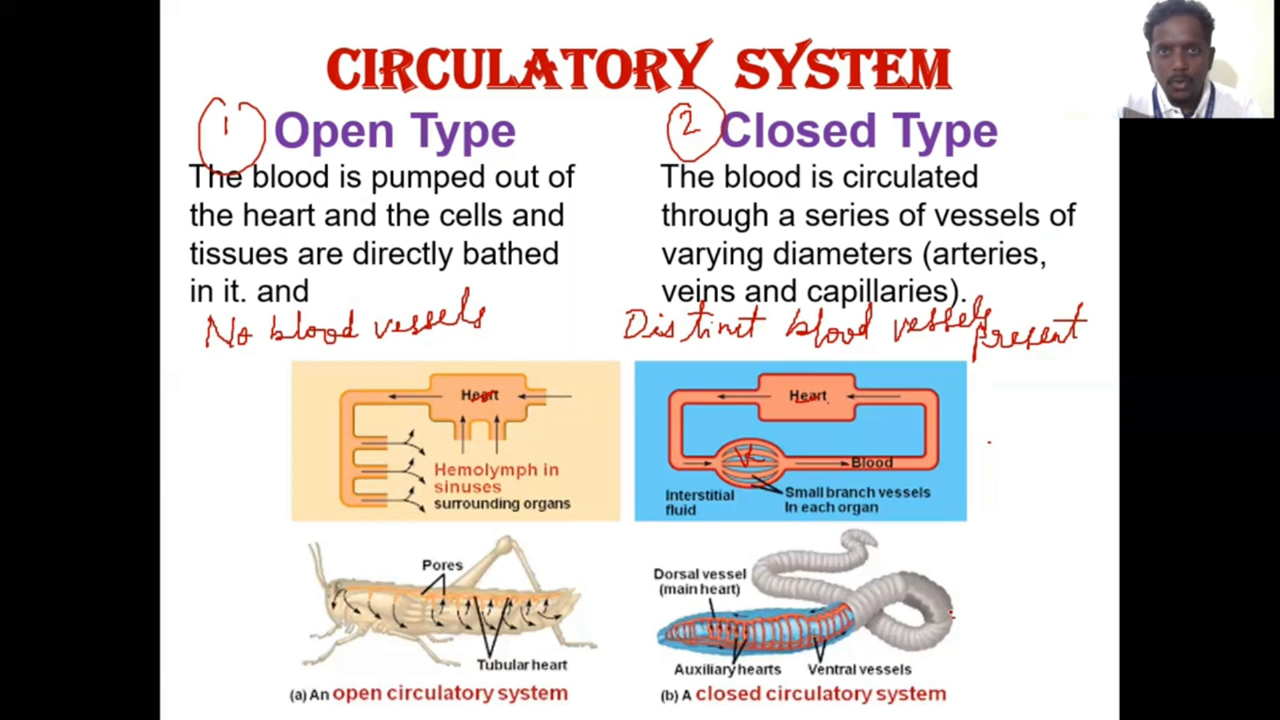 CIRCULATORY SYSTEM
1 Open Type
The blood is pumped out of
the heart and the cells and
tissues are directly bathed
in it. and
No blood vessels
Heart
Hemolymph in
sinuses
surrounding organs
Pores
Tubular heart
(a) An open circulatory system
2 Closed Type
The blood is circulated
through a series of vessels of
varying diameters (arteries,
veins and capillaries).
Distinct blood vessels
present
Heart
Blood
Interstitial
fluid
Small branch vessels
In each organ
Dorsal vessel
(main heart)
Auxiliary hearts
Ventral vessels
(b) A closed circulatory system